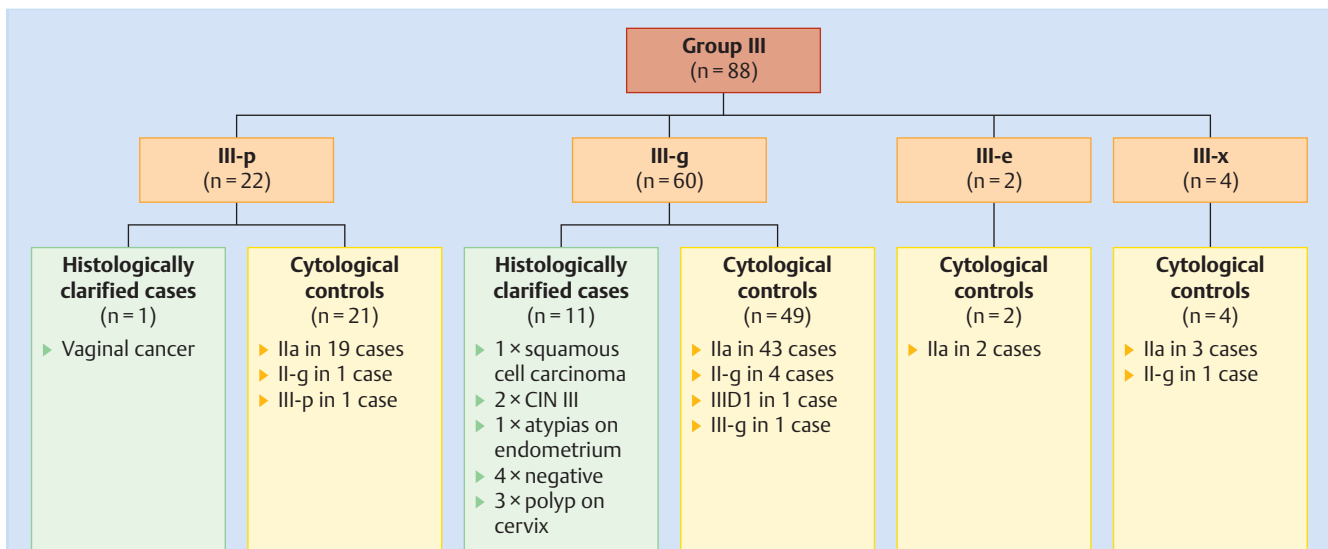 Group III
(n = 88)
III-p
(n = 22)
III-g
(n = 60)
III-e
(n = 2)
III-x
(n = 4)
Histologically
clarified cases
(n = 1)
Vaginal cancer
Cytological
controls
(n = 21)
IIa in 19 cases
II-g in 1 case
III-p in 1 case
Histologically
clarified cases
(n = 11)
1 × squamous
cell carcinoma
2 × CIN III
1 × atypias on
endometrium
4 × negative
3 × polyp on
cervix
Cytological
controls
(n = 49)
IIa in 43 cases
II-g in 4 cases
IIID1 in 1 case
III-g in 1 case
Cytological
controls
(n = 2)
IIa in 2 cases
Cytological
controls
(n = 4)
IIa in 3 cases
II-g in 1 case